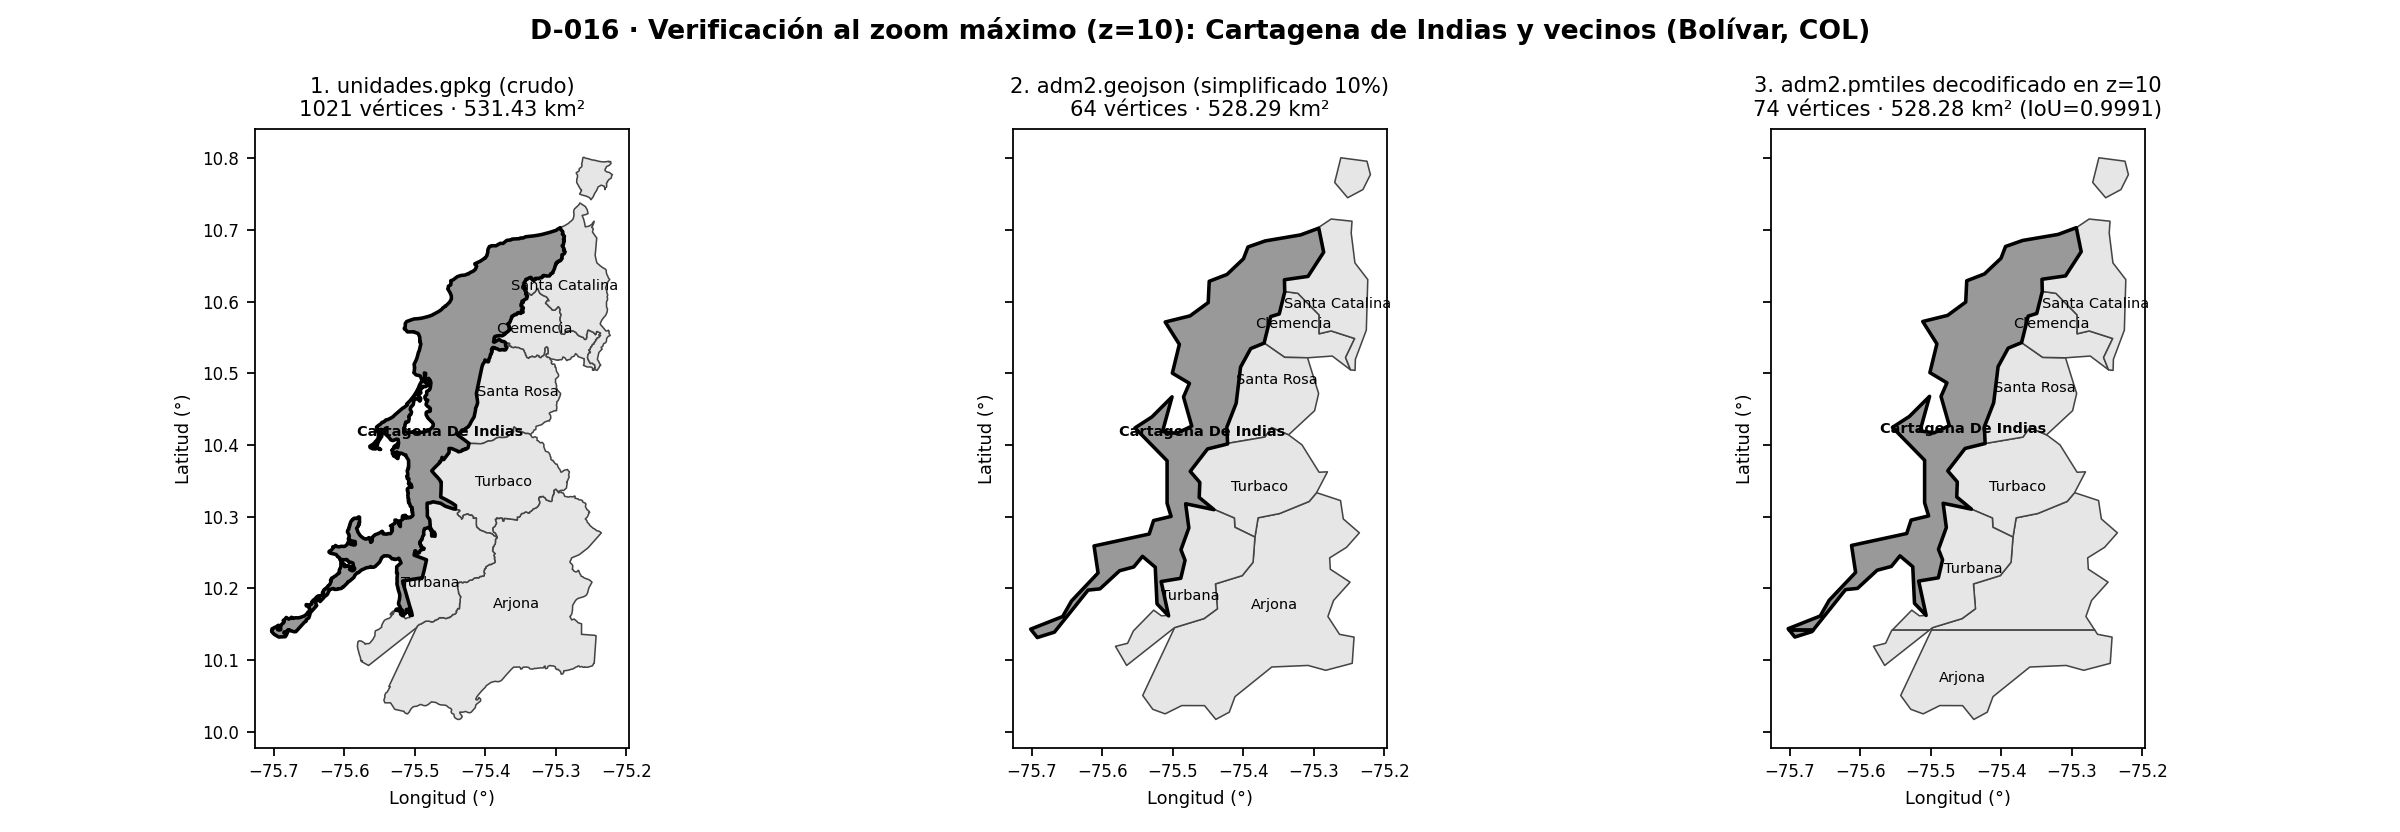 D-016 · Verificación al zoom máximo (z=10): Cartagena de Indias y vecinos (Bolívar, COL)
1. unidades.gpkg (crudo)
1021 vértices · 531.43 km²
10.8
10.7
10.6
10.5
10.4
10.3
10.2
10.1
10.0
Latitud (°)
Santa Catalina
Clemencia
Santa Rosa
Cartagena De Indias
Turbaco
Turbana
Arjona
−75.7
−75.6
−75.5
−75.4
−75.3
−75.2
Longitud (°)
2. adm2.geojson (simplificado 10%)
64 vértices · 528.29 km²
Latitud (°)
Santa Catalina
Clemencia
Santa Rosa
Cartagena De Indias
Turbaco
Turbana
Arjona
−75.7
−75.6
−75.5
−75.4
−75.3
−75.2
Longitud (°)
3. adm2.pmtiles decodificado en z=10
74 vértices · 528.28 km² (IoU=0.9991)
Latitud (°)
Santa Catalina
Clemencia
Santa Rosa
Cartagena De Indias
Turbaco
Turbana
Arjona
−75.7
−75.6
−75.5
−75.4
−75.3
−75.2
Longitud (°)